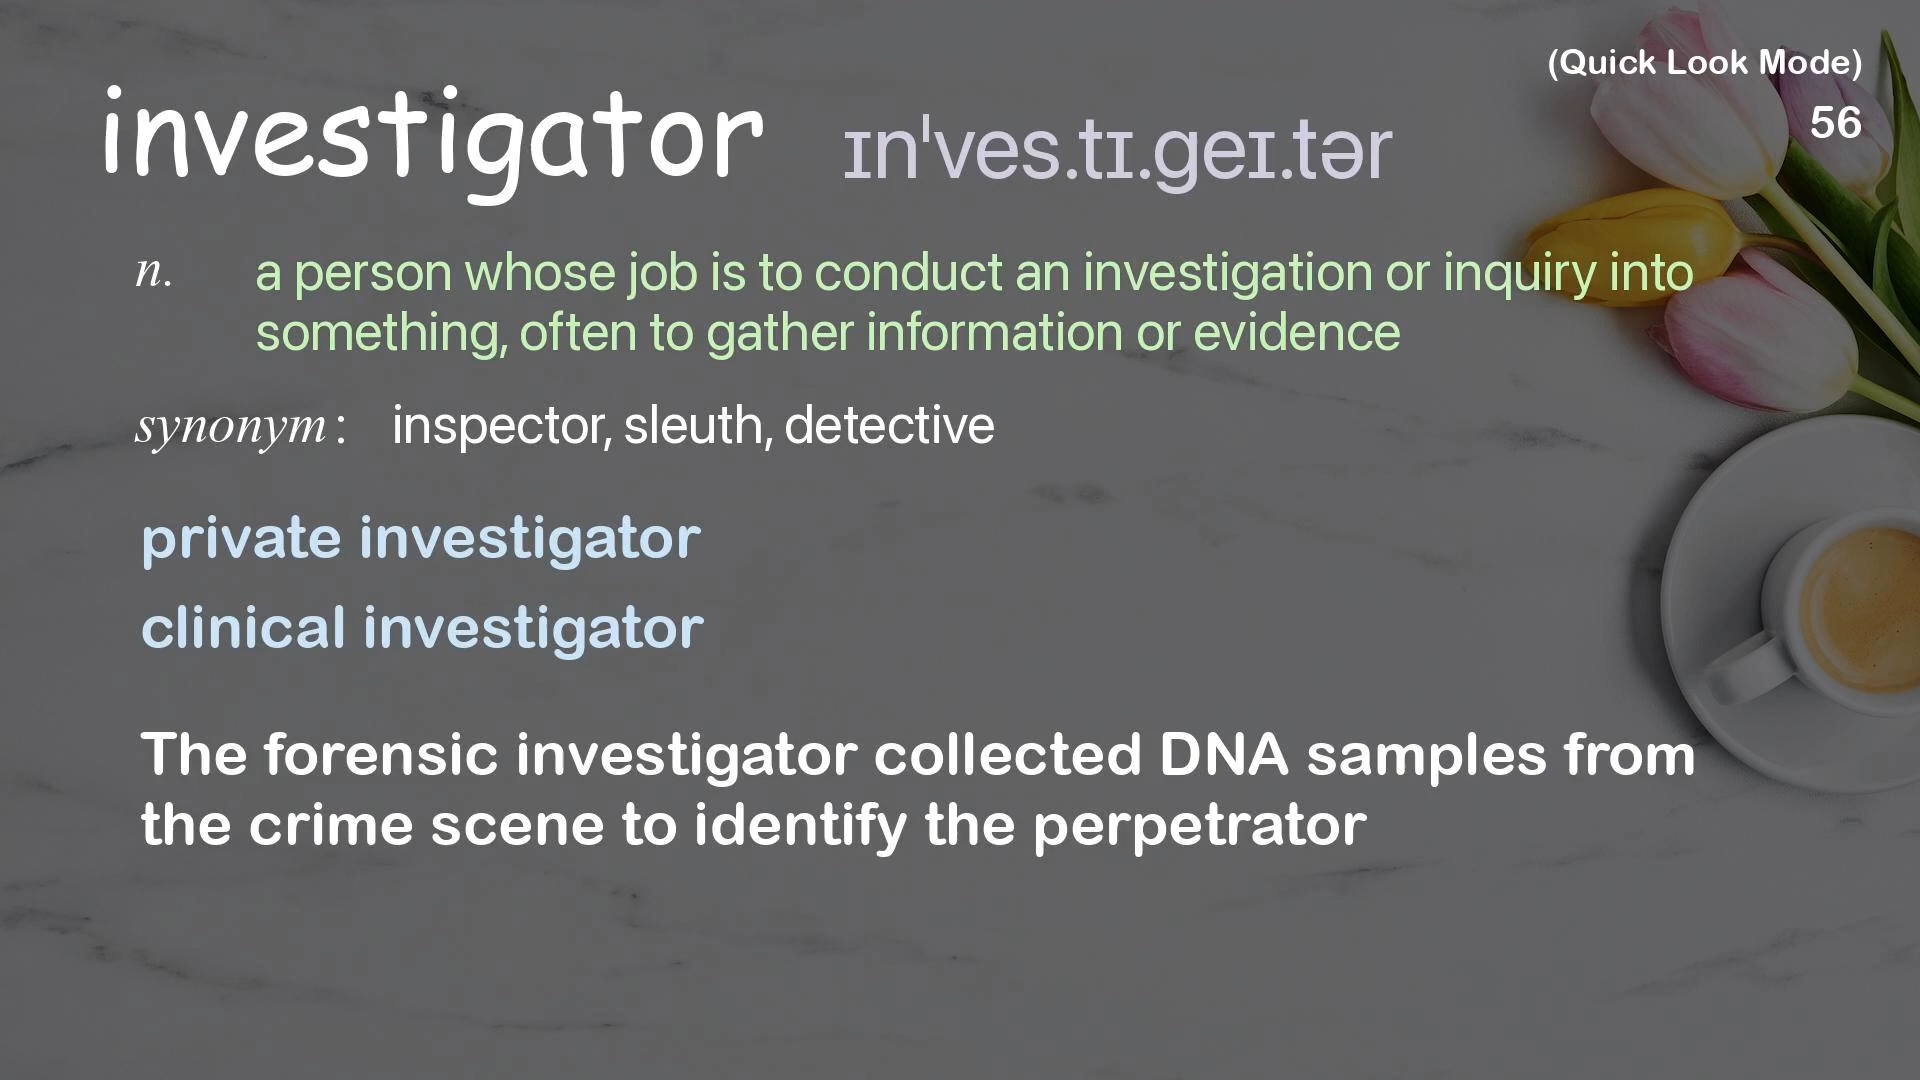 (Quick Look Mode)
56
investigator ɪnˈves.tɪ.ɡeɪ.tər
n. a person whose job is to conduct an investigation or inquiry into
something, often to gather information or evidence
synonym : inspector, sleuth, detective
private investigator
clinical investigator
The forensic investigator collected DNA samples from
the crime scene to identify the perpetrator